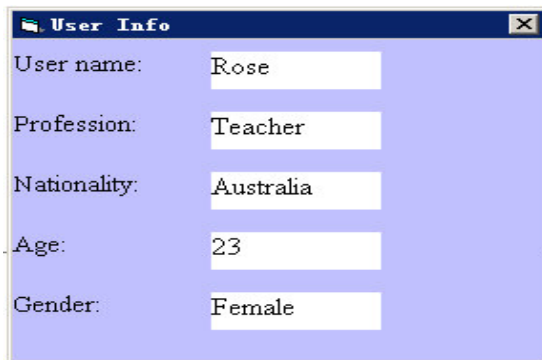 User Info
User name: Rose
Profession: Teacher
Nationality: Australia
Age: 23
Gender: Female